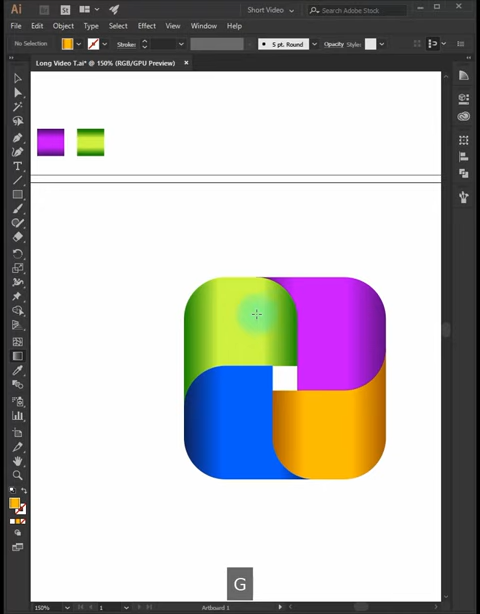 Ai Br St Short Video Search Adobe Stock
File Edit Object Type Select Effect View Window Help
No Selection Stroke: 5 pt. Round Opacity Style:
Long Video T.ai* @ 150% (RGB/GPU Preview) ×
T
G
150% 1 Artboard 1